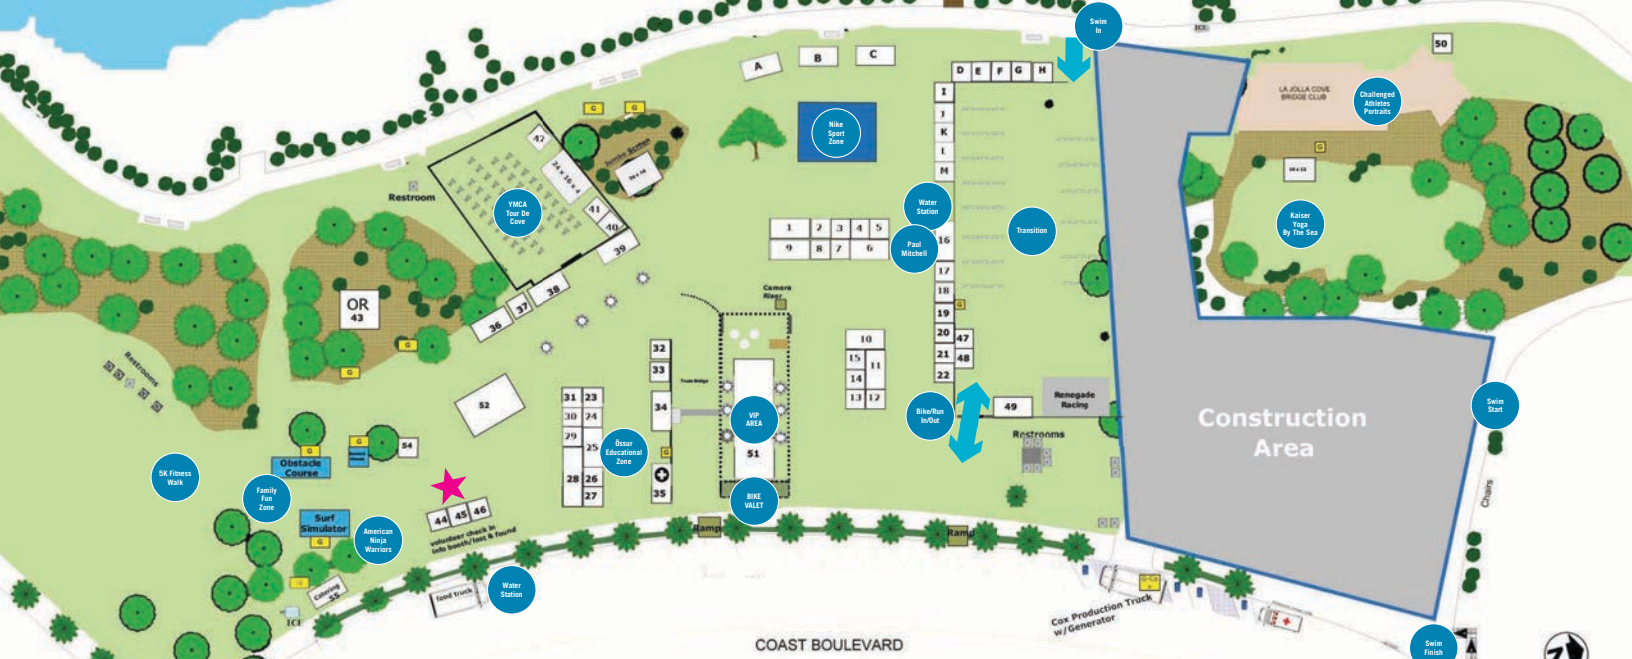 Swim
In
ICE
50
A
B
C
D E F G H
LA JOLLA COVE
BRIDGE CLUB
Challenged
Athletes
Portraits
I
J
K
L
M
G
G
Nike
Sport
Zone
42
24 x 16 x 4
Jumbo Screen
G
Restroom
YMCA
Tour De
Cove
41
40
39
Water
Station
Kaiser
Yoga
By The Sea
1 2 3 4 5
9 8 7 6
Paul
Mitchell
16
Transition
17
18
19
20
21
22
G
47
48
38
37
36
OR
43
G
G
Camera
Riser
Restrooms
32
33
34
35
G
Truss Bridge
10
15
11
14
13 12
VIP
AREA
51
BIKE
VALET
52
31 23
30 24
29
25
28 26
27
Össur
Educational
Zone
Bike/Run
In/Out
49
Renegade
Racing
Restrooms
Construction
Area
Swim
Start
G
G
54
Obstacle
Course
5K Fitness
Walk
Family
Fun
Zone
Surf
Simulator
G
American
Ninja
Warriors
44 45 46
volunteer check in
info booth/lost & found
Ramp
Ramp
Chairs
Catering
55
ICE
food truck
Water
Station
Cox Production Truck
w/Generator
COAST BOULEVARD
Swim
Finish